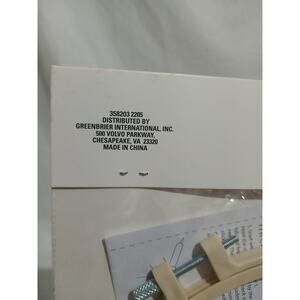 358203 2205
DISTRIBUTED BY
GREENBRIER INTERNATIONAL, INC.
500 VOLVO PARKWAY,
CHESAPEAKE, VA 23320
MADE IN CHINA